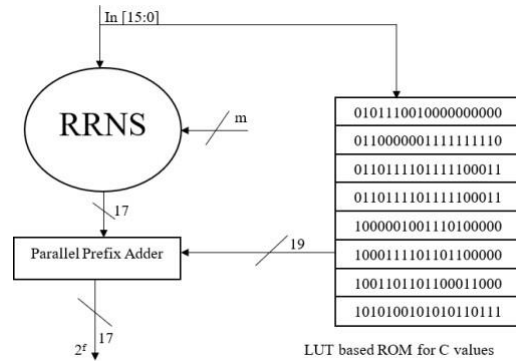 In [15:0]
RRNS
m
17
Parallel Prefix Adder
19
17
2^f
0101110010000000000
0110000001111111110
0110111101111100011
0110111101111100011
1000001001110100000
1000111101101100000
1001101101100011000
1010100101010110111
LUT based ROM for C values